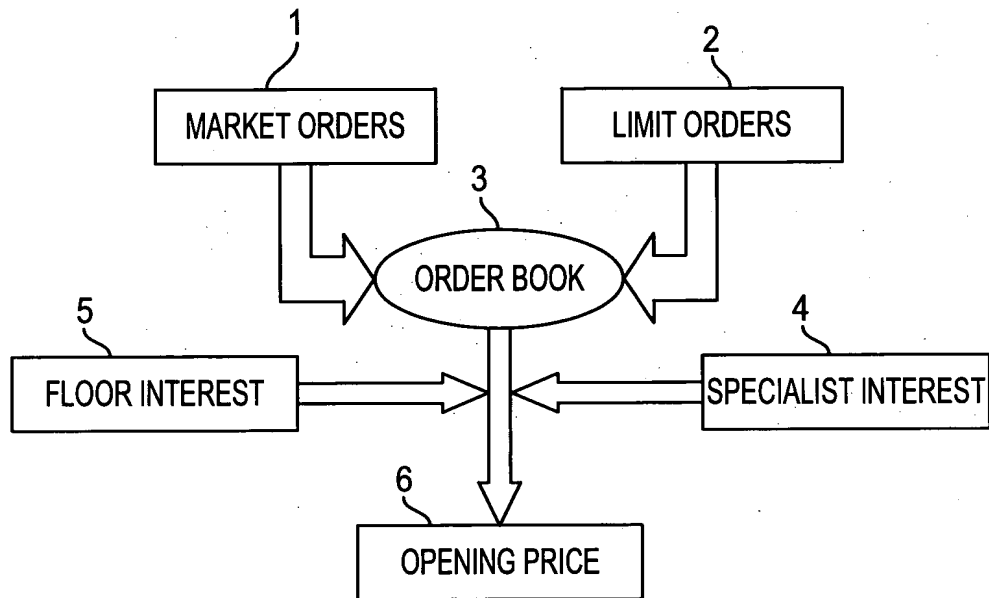 1
MARKET ORDERS
2
LIMIT ORDERS
3
ORDER BOOK
5
FLOOR INTEREST
4
SPECIALIST INTEREST
6
OPENING PRICE